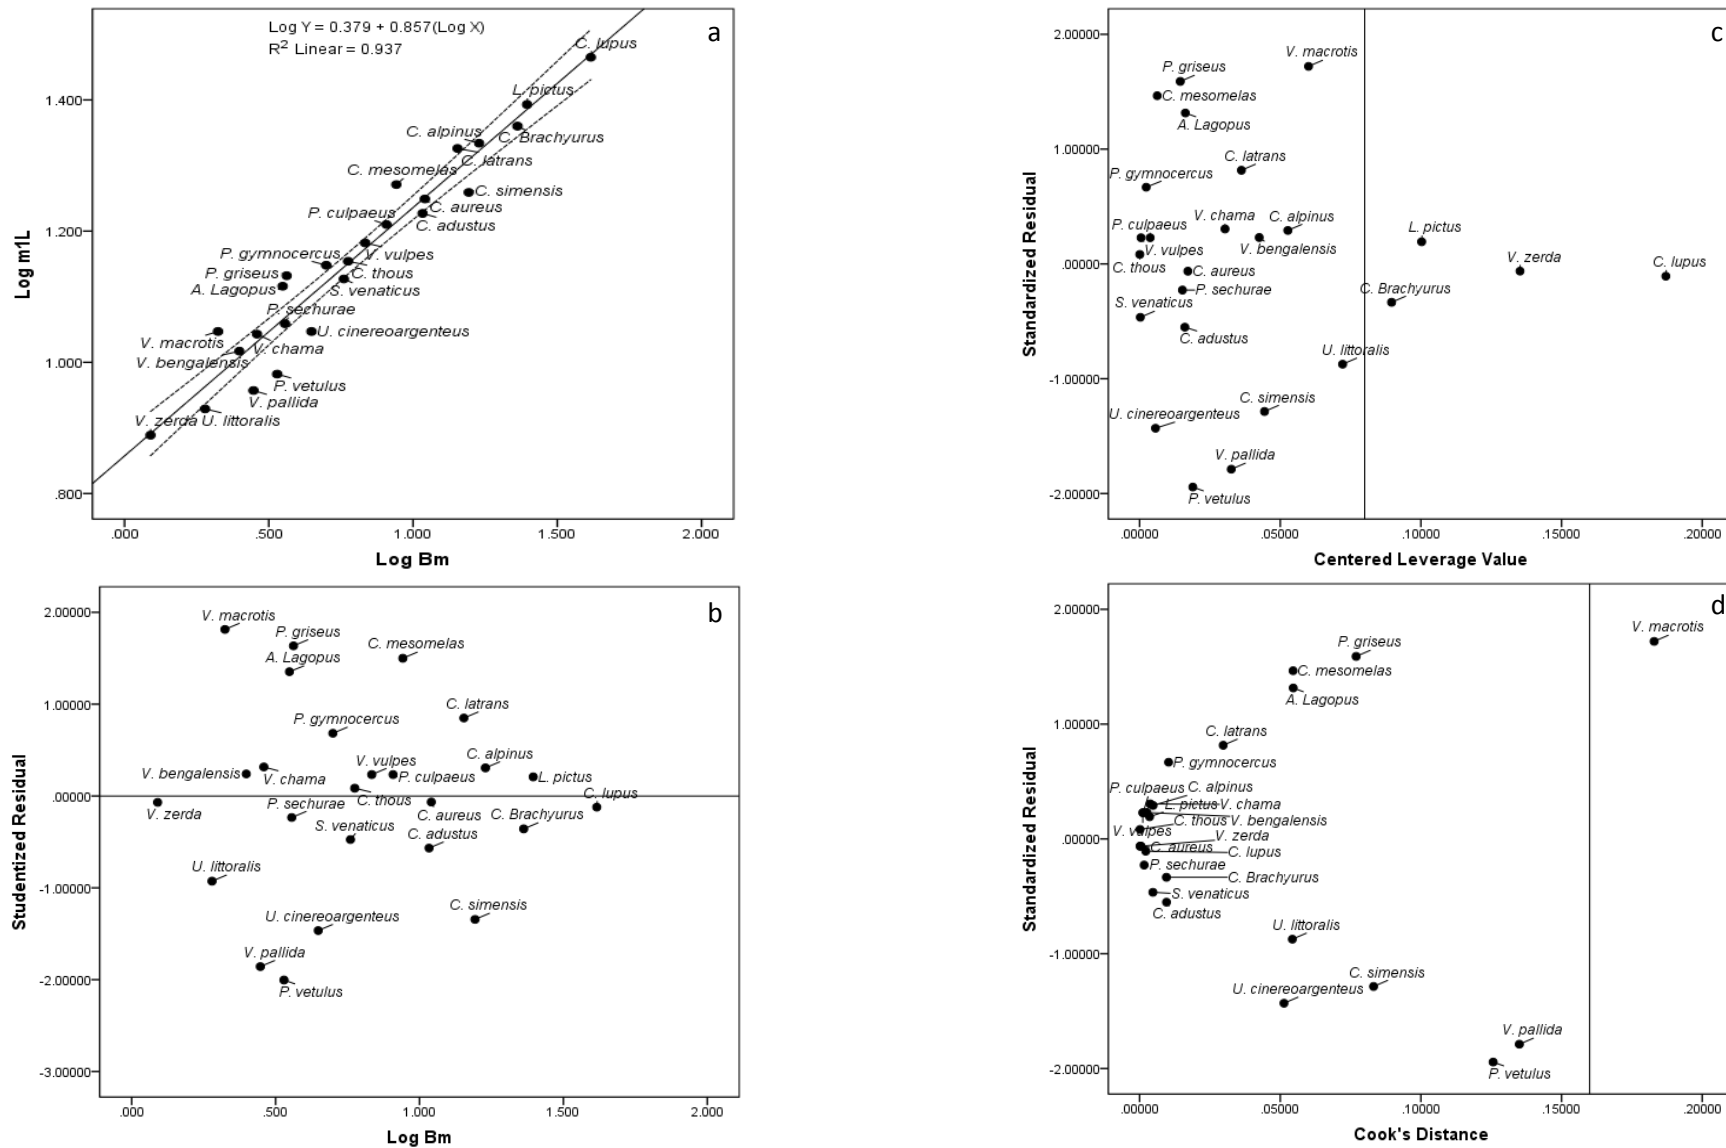 Log Y = 0.379 + 0.857(Log X)
R² Linear = 0.937
a
C. lupus
L. pictus
C. alpinus
C. Brachyurus
C. latrans
C. mesomelas
C. simensis
C. aureus
P. culpaeus
C. adustus
P. gymnocercus
V. vulpes
P. griseus
C. thous
A. Lagopus
S. venaticus
P. sechurae
U. cinereoargenteus
V. macrotis
V. chama
V. bengalensis
P. vetulus
V. pallida
V. zerda
U. littoralis
1.400
1.200
1.000
.800
Log m1L
.000
.500
1.000
1.500
2.000
Log Bm
c
V. macrotis
P. griseus
C. mesomelas
A. Lagopus
C. latrans
P. gymnocercus
V. chama
C. alpinus
P. culpaeus
L. pictus
V. vulpes
V. bengalensis
V. zerda
C. lupus
C. thous
C. aureus
P. sechurae
C. Brachyurus
S. venaticus
C. adustus
U. littoralis
C. simensis
U. cinereoargenteus
V. pallida
P. vetulus
2.00000
1.00000
.00000
-1.00000
-2.00000
Standardized Residual
.00000
.05000
.10000
.15000
.20000
Centered Leverage Value
b
V. macrotis
P. griseus
C. mesomelas
A. Lagopus
C. latrans
P. gymnocercus
V. vulpes
C. alpinus
V. bengalensis
V. chama
P. culpaeus
L. pictus
C. lupus
P. sechurae
C. thous
V. zerda
C. aureus
C. Brachyurus
S. venaticus
C. adustus
U. littoralis
C. simensis
U. cinereoargenteus
V. pallida
P. vetulus
2.00000
1.00000
.00000
-1.00000
-2.00000
-3.00000
Studentized Residual
.000
.500
1.000
1.500
2.000
Log Bm
d
V. macrotis
P. griseus
C. mesomelas
A. Lagopus
C. latrans
P. gymnocercus
P. culpaeus
C. alpinus
L. pictus
V. chama
C. thous
V. bengalensis
V. vulpes
V. zerda
C. aureus
C. lupus
P. sechurae
C. Brachyurus
S. venaticus
C. adustus
U. littoralis
C. simensis
U. cinereoargenteus
V. pallida
P. vetulus
2.00000
1.00000
.00000
-1.00000
-2.00000
Standardized Residual
.00000
.05000
.10000
.15000
.20000
Cook's Distance